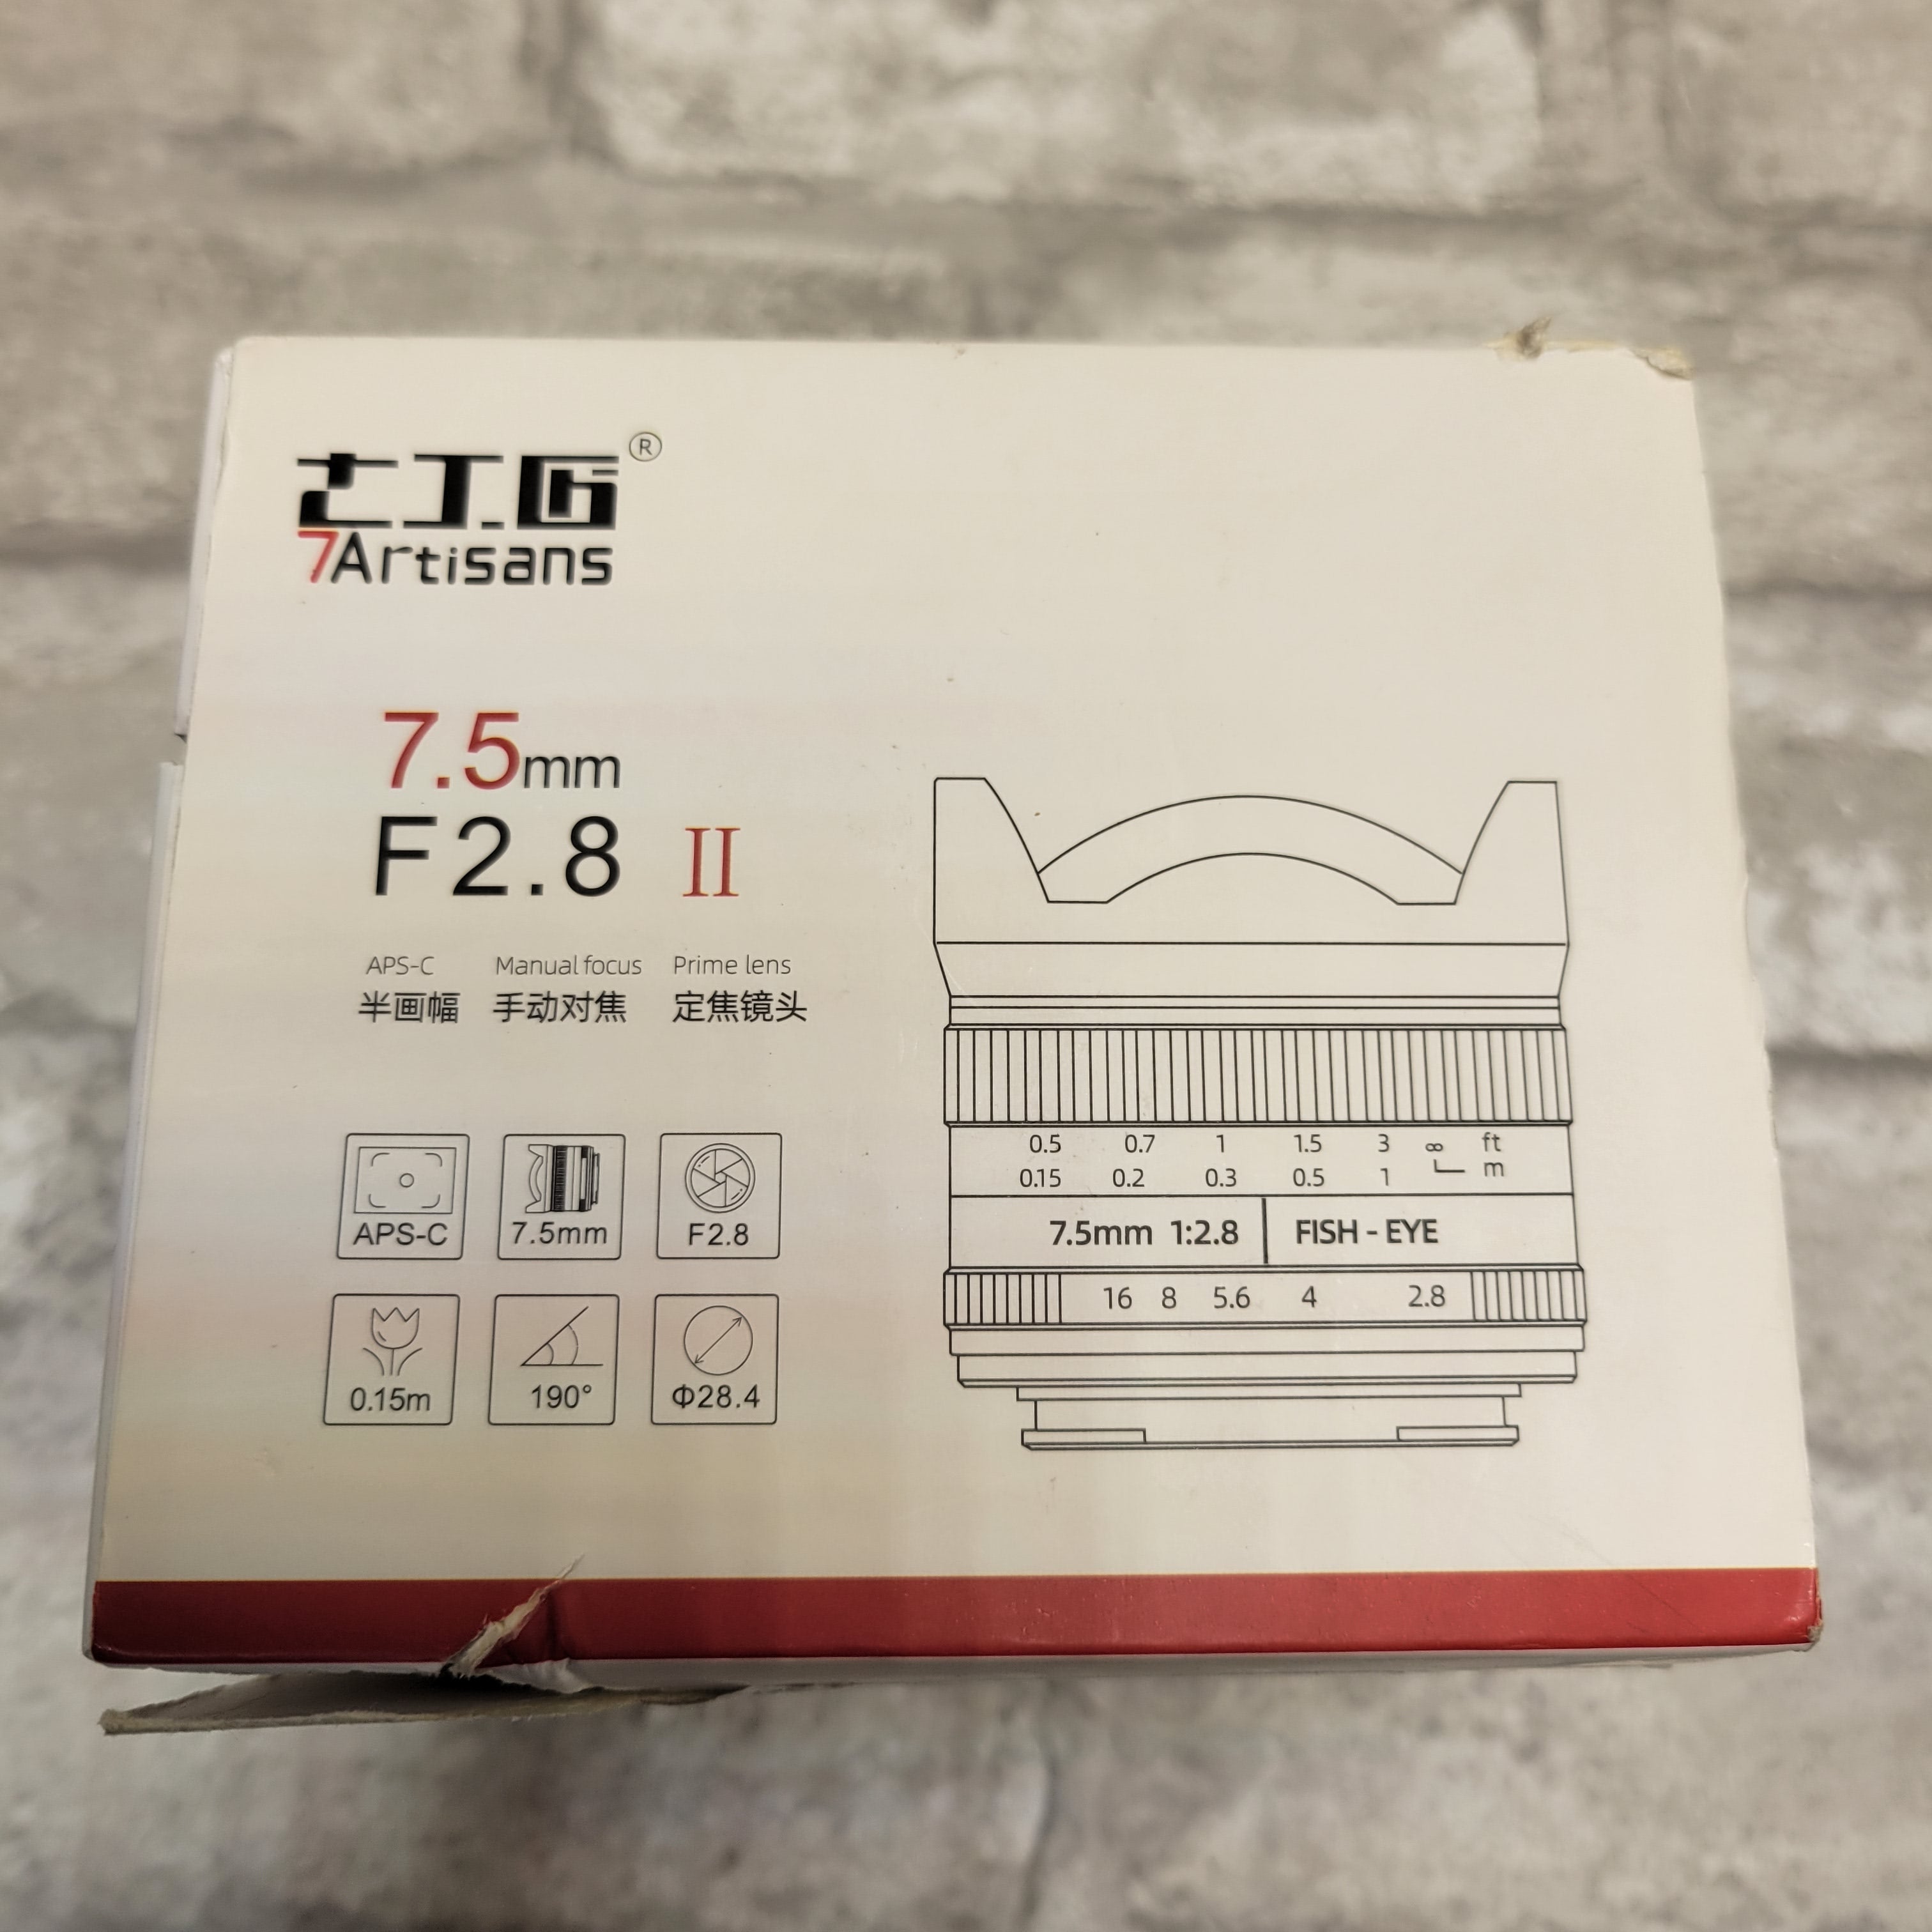 七工匠®
7Artisans
7.5mm
F2.8 II
APS-C Manual focus Prime lens
半画幅 手动对焦 定焦镜头
APS-C 7.5mm F2.8
0.15m 190° Φ28.4
0.5 0.7 1 1.5 3 ∞ ft
0.15 0.2 0.3 0.5 1 m
7.5mm 1:2.8 FISH-EYE
16 8 5.6 4 2.8